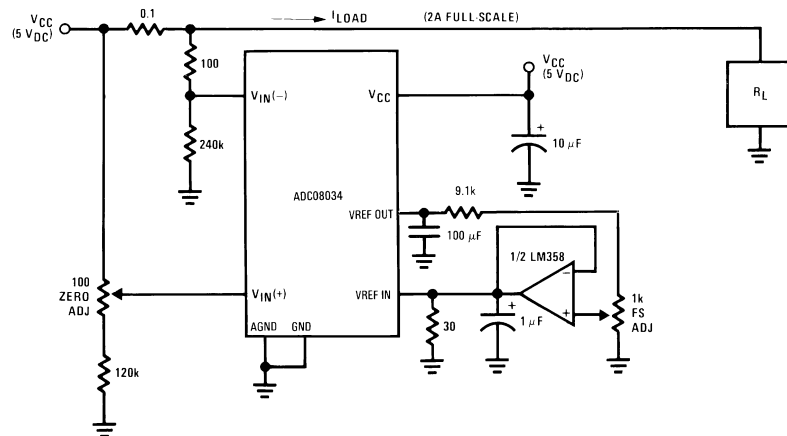 VCC
(5 VDC)
0.1
ILOAD
(2A FULL-SCALE)
100
VIN(−)
240k
VCC
VCC
(5 VDC)
+
10 μF
RL
ADC08034
VREF OUT
9.1k
100 μF
1/2 LM358
100
ZERO
ADJ
VIN(+)
VREF IN
−
+
1k
FS
ADJ
30
+
1 μF
AGND
GND
120k